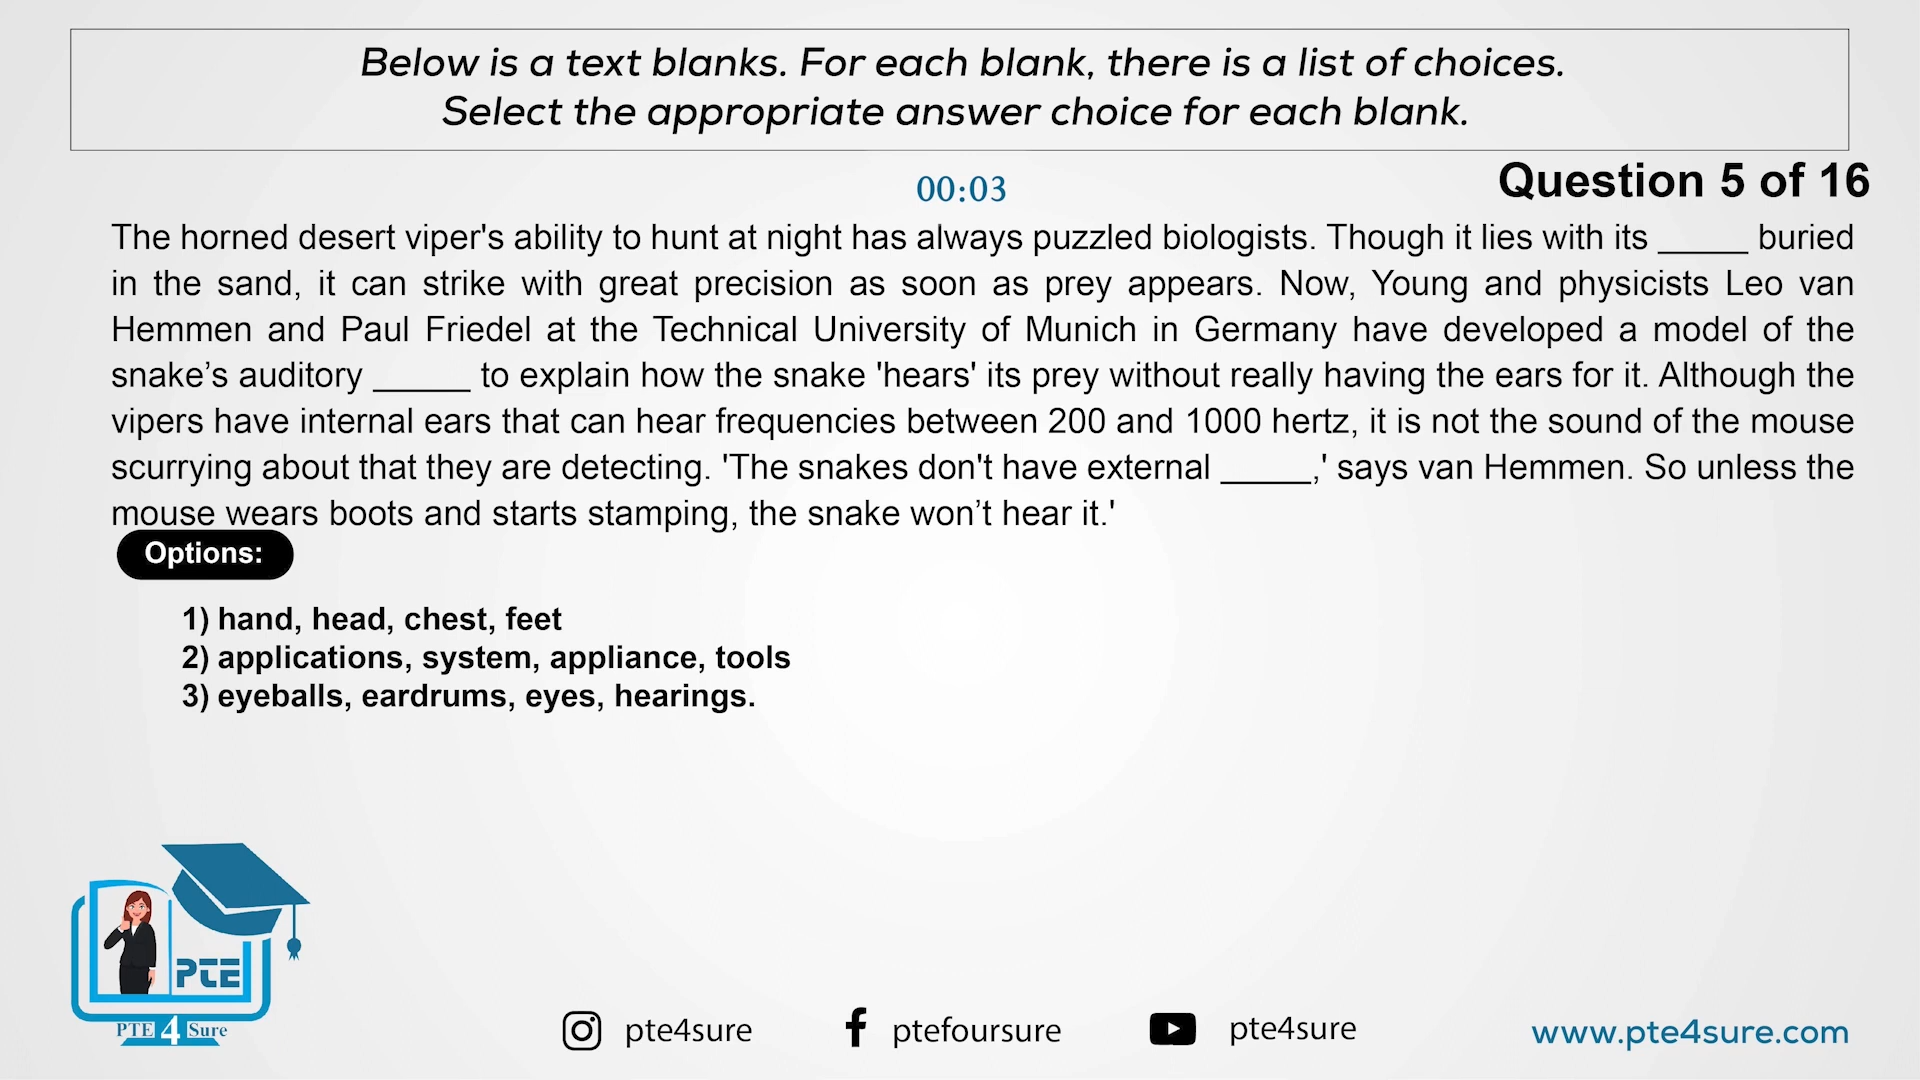 Below is a text blanks. For each blank, there is a list of choices.
Select the appropriate answer choice for each blank.
00:03
Question 5 of 16
The horned desert viper's ability to hunt at night has always puzzled biologists. Though it lies with its _____ buried
in the sand, it can strike with great precision as soon as prey appears. Now, Young and physicists Leo van
Hemmen and Paul Friedel at the Technical University of Munich in Germany have developed a model of the
snake’s auditory _____ to explain how the snake 'hears' its prey without really having the ears for it. Although the
vipers have internal ears that can hear frequencies between 200 and 1000 hertz, it is not the sound of the mouse
scurrying about that they are detecting. 'The snakes don't have external _____,' says van Hemmen. So unless the
mouse wears boots and starts stamping, the snake won’t hear it.'
Options:
1) hand, head, chest, feet
2) applications, system, appliance, tools
3) eyeballs, eardrums, eyes, hearings.
PTE
PTE 4 Sure
pte4sure
ptefoursure
pte4sure
www.pte4sure.com